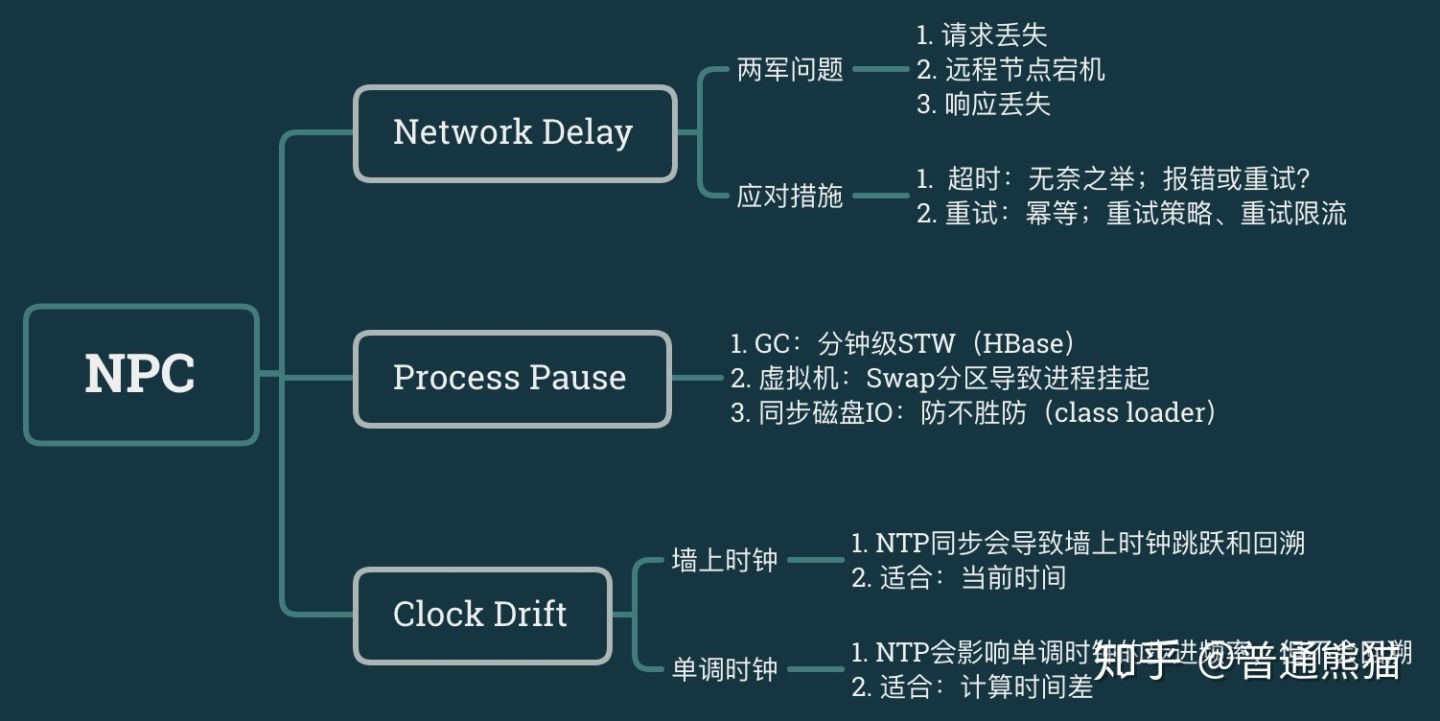 NPC
Network Delay
两军问题
1. 请求丢失
2. 远程节点宕机
3. 响应丢失
应对措施
1. 超时：无奈之举；报错或重试？
2. 重试：幂等；重试策略、重试限流
Process Pause
1. GC：分钟级STW（HBase）
2. 虚拟机：Swap分区导致进程挂起
3. 同步磁盘IO：防不胜防（class loader）
Clock Drift
墙上时钟
1. NTP同步会导致墙上时钟跳跃和回溯
2. 适合：当前时间
单调时钟
1. NTP会影响单调时钟的步进频率，
2. 适合：计算时间差
知乎 @普通熊猫